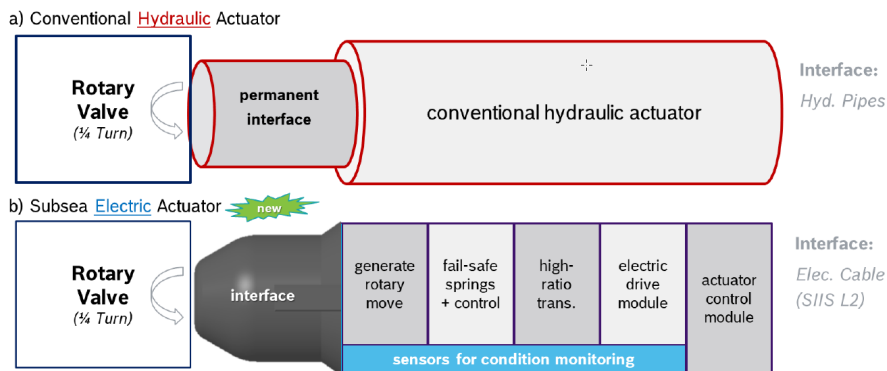 a) Conventional Hydraulic Actuator
Rotary
Valve
(¼ Turn)
permanent
interface
conventional hydraulic actuator
Interface:
Hyd. Pipes
b) Subsea Electric Actuator
new
Rotary
Valve
(¼ Turn)
interface
generate
rotary
move
fail-safe
springs
+ control
high-
ratio
trans.
electric
drive
module
actuator
control
module
sensors for condition monitoring
Interface:
Elec. Cable
(SIIS L2)